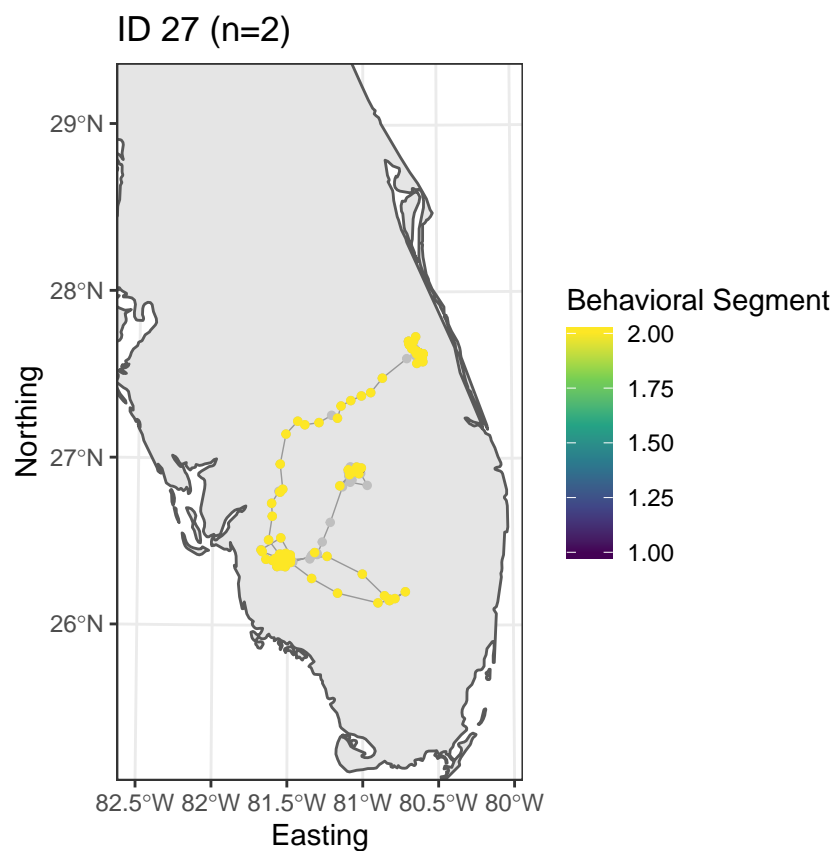 ID 27 (n=2)
29°N
28°N
27°N
26°N
Northing
82.5°W 82°W 81.5°W 81°W 80.5°W 80°W
Easting
Behavioral Segment
2.00
1.75
1.50
1.25
1.00